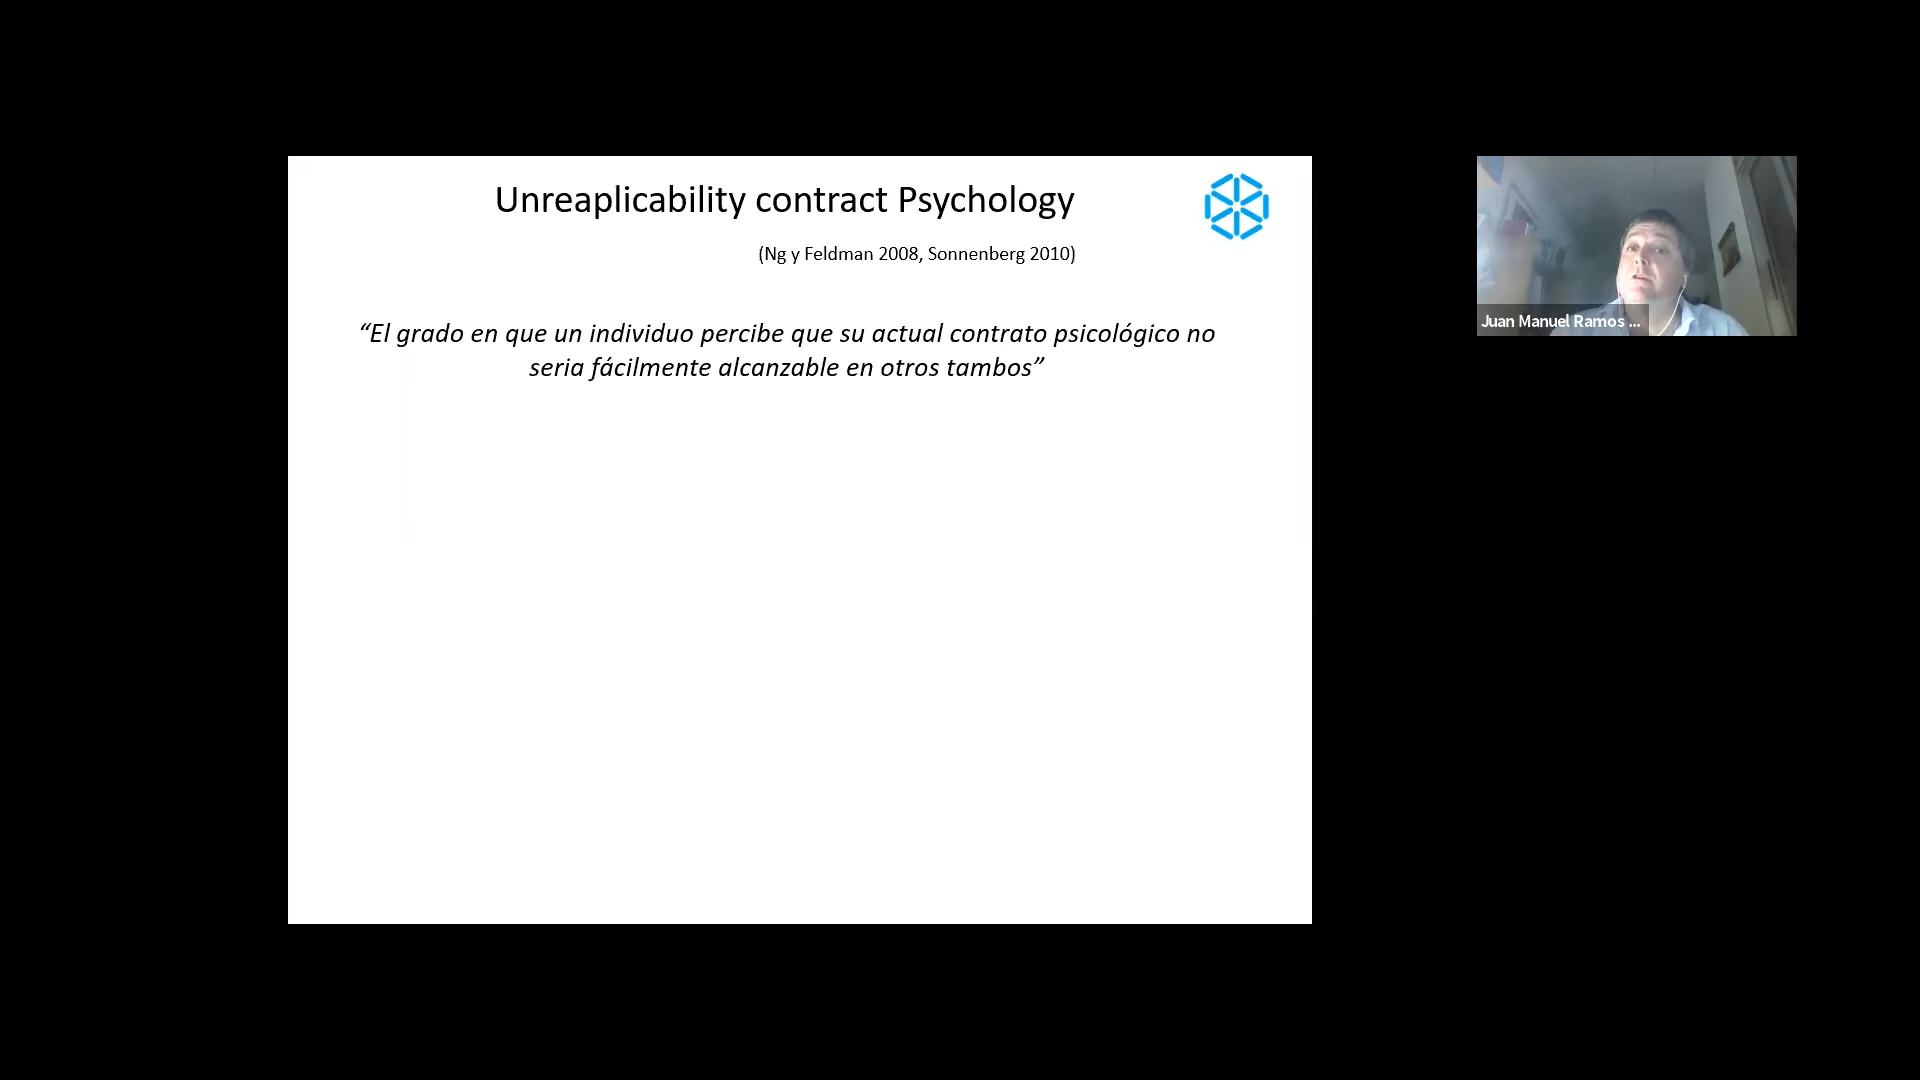 Unreaplicability contract Psychology
(Ng y Feldman 2008, Sonnenberg 2010)
“El grado en que un individuo percibe que su actual contrato psicológico no
seria fácilmente alcanzable en otros tambos”
Juan Manuel Ramos ...